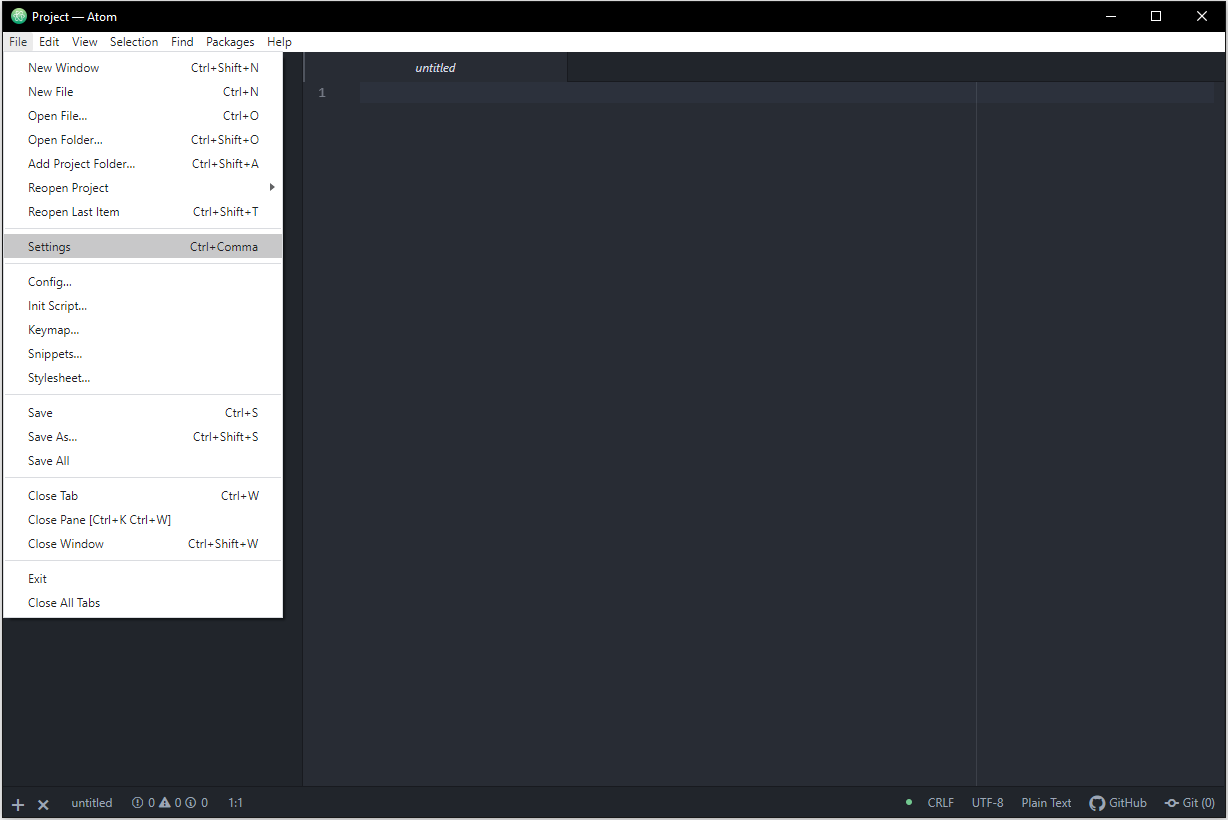 Project — Atom
File Edit View Selection Find Packages Help
New Window Ctrl+Shift+N
New File Ctrl+N
Open File... Ctrl+O
Open Folder... Ctrl+Shift+O
Add Project Folder... Ctrl+Shift+A
Reopen Project
Reopen Last Item Ctrl+Shift+T
Settings Ctrl+Comma
Config...
Init Script...
Keymap...
Snippets...
Stylesheet...
Save Ctrl+S
Save As... Ctrl+Shift+S
Save All
Close Tab Ctrl+W
Close Pane [Ctrl+K Ctrl+W]
Close Window Ctrl+Shift+W
Exit
Close All Tabs
untitled
1
untitled 0 0 0 1:1 CRLF UTF-8 Plain Text GitHub Git (0)